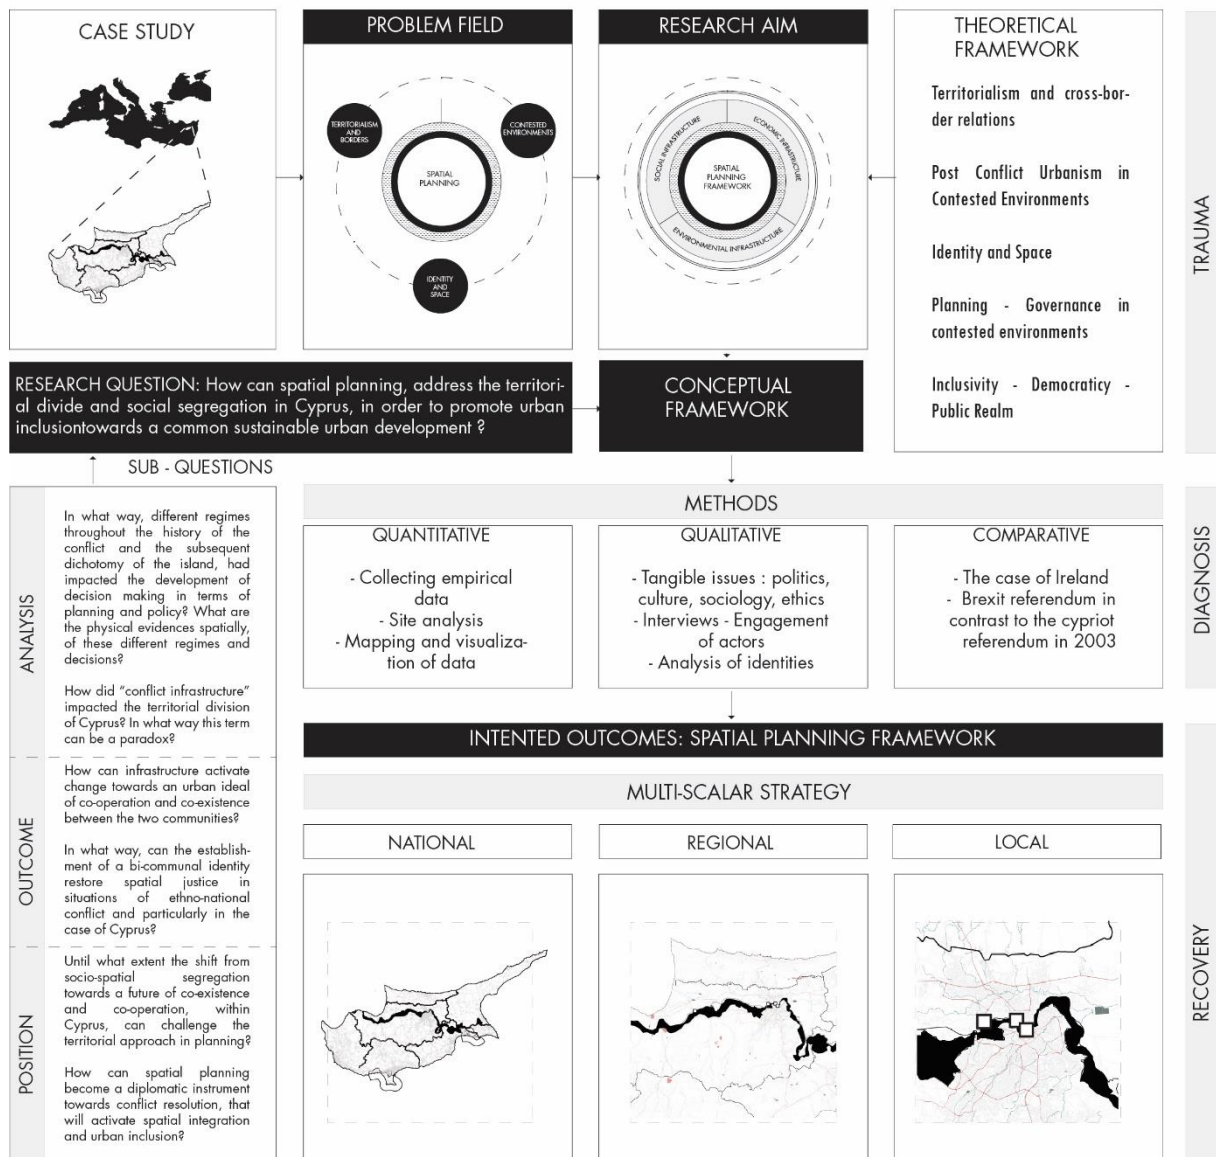 CASE STUDY
PROBLEM FIELD
TERRITORIALISM
AND
BORDERS
CONTESTED
ENVIRONMENTS
SPATIAL
PLANNING
IDENTITY
AND
SPACE
RESEARCH AIM
SOCIAL INFRASTRUCTURE
ECONOMIC INFRASTRUCTURE
SPATIAL
PLANNING
FRAMEWORK
ENVIRONMENTAL INFRASTRUCTURE
THEORETICAL
FRAMEWORK
Territorialism and cross-bor-
der relations
Post Conflict Urbanism in
Contested Environments
Identity and Space
Planning - Governance in
contested environments
Inclusivity - Democraticy -
Public Realm
TRAUMA
RESEARCH QUESTION: How can spatial planning, address the territori-
al divide and social segregation in Cyprus, in order to promote urban
inclusiontowards a common sustainable urban development ?
CONCEPTUAL
FRAMEWORK
SUB - QUESTIONS
ANALYSIS
In what way, different regimes
throughout the history of the
conflict and the subsequent
dichotomy of the island, had
impacted the development of
decision making in terms of
planning and policy? What are
the physical evidences spatially,
of these different regimes and
decisions?
How did “conflict infrastructure”
impacted the territorial division
of Cyprus? In what way this term
can be a paradox?
OUTCOME
How can infrastructure activate
change towards an urban ideal
of co-operation and co-existence
between the two communities?
In what way, can the establish-
ment of a bi-communal identity
restore spatial justice in
situations of ethno-national
conflict and particularly in the
case of Cyprus?
POSITION
Until what extent the shift from
socio-spatial segregation
towards a future of co-existence
and co-operation, within
Cyprus, can challenge the
territorial approach in planning?
How can spatial planning
become a diplomatic instrument
towards conflict resolution, that
will activate spatial integration
and urban inclusion?
METHODS
QUANTITATIVE
- Collecting empirical
data
- Site analysis
- Mapping and visualiza-
tion of data
QUALITATIVE
- Tangible issues : politics,
culture, sociology, ethics
- Interviews - Engagement
of actors
- Analysis of identities
COMPARATIVE
- The case of Ireland
- Brexit referendum in
contrast to the cypriot
referendum in 2003
DIAGNOSIS
INTENTED OUTCOMES: SPATIAL PLANNING FRAMEWORK
MULTI-SCALAR STRATEGY
NATIONAL
REGIONAL
LOCAL
RECOVERY